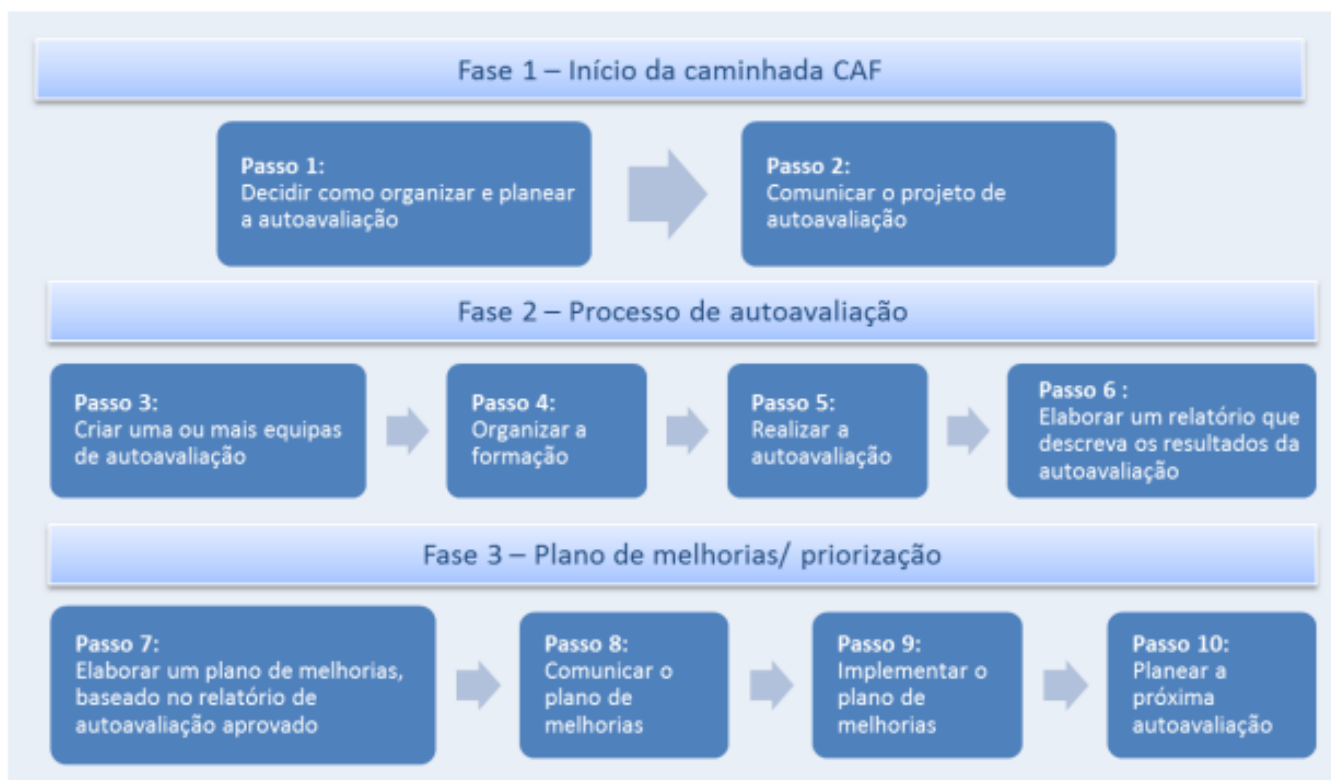 Fase 1 – Início da caminhada CAF
Passo 1:
Decidir como organizar e planear
a autoavaliação
Passo 2:
Comunicar o projeto de
autoavaliação
Fase 2 – Processo de autoavaliação
Passo 3:
Criar uma ou mais equipas
de autoavaliação
Passo 4:
Organizar a
formação
Passo 5:
Realizar a
autoavaliação
Passo 6 :
Elaborar um relatório que
descreva os resultados da
autoavaliação
Fase 3 – Plano de melhorias/ priorização
Passo 7:
Elaborar um plano de melhorias,
baseado no relatório de
autoavaliação aprovado
Passo 8:
Comunicar o
plano de
melhorias
Passo 9:
Implementar o
plano de
melhorias
Passo 10:
Planear a
próxima
autoavaliação